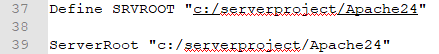 37 Define SRVROOT "c:/serverproject/Apache24"
38
39 ServerRoot "c:/serverproject/Apache24"